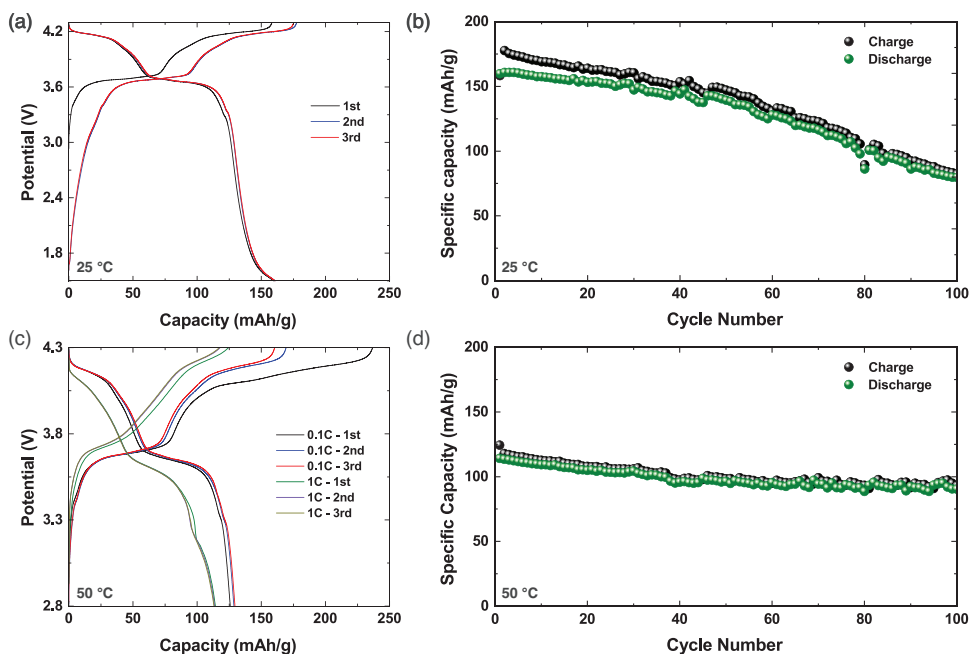 (a)
4.2
3.6
3.0
2.4
1.8
Potential (V)
1st
2nd
3rd
25 °C
0 50 100 150 200 250
Capacity (mAh/g)
(b)
200
150
100
50
0
Specific capacity (mAh/g)
Charge
Discharge
25 °C
0 20 40 60 80 100
Cycle Number
(c)
4.3
3.8
3.3
2.8
Potential (V)
0.1C - 1st
0.1C - 2nd
0.1C - 3rd
1C - 1st
1C - 2nd
1C - 3rd
50 °C
0 50 100 150 200 250
Capacity (mAh/g)
(d)
200
150
100
50
0
Specific Capacity (mAh/g)
Charge
Discharge
50 °C
0 20 40 60 80 100
Cycle Number